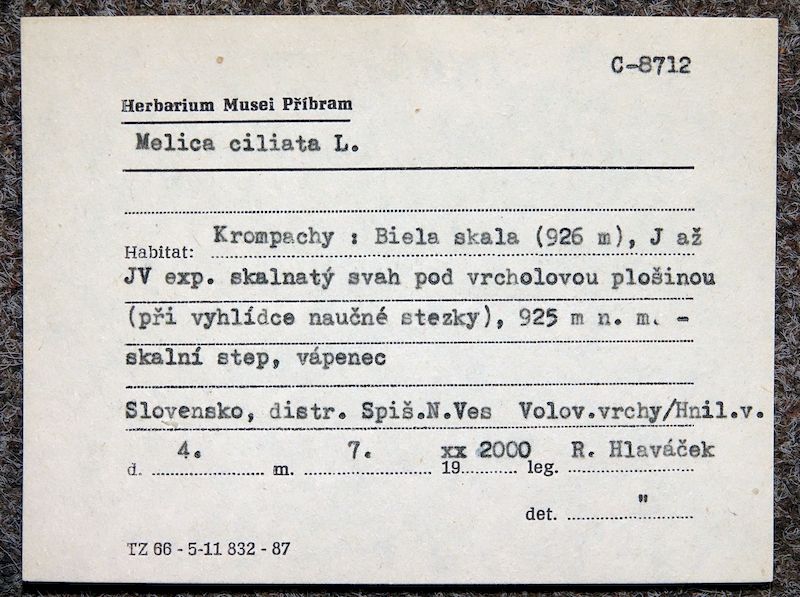 C-8712
Herbarium Musei Příbram
Melica ciliata L.
Habitat: Krompachy : Biela skala (926 m), J až
JV exp. skalnatý svah pod vrcholovou plošinou
(při vyhlídce naučné stezky), 925 m n. m. -
skalní step, vápenec
Slovensko, distr. Spiš.N.Ves Volov.vrchy/Hnil.v.
d. 4. m. 7. 19 xx 2000 leg. R. Hlaváček
det. "
TZ 66 - 5-11 832 - 87